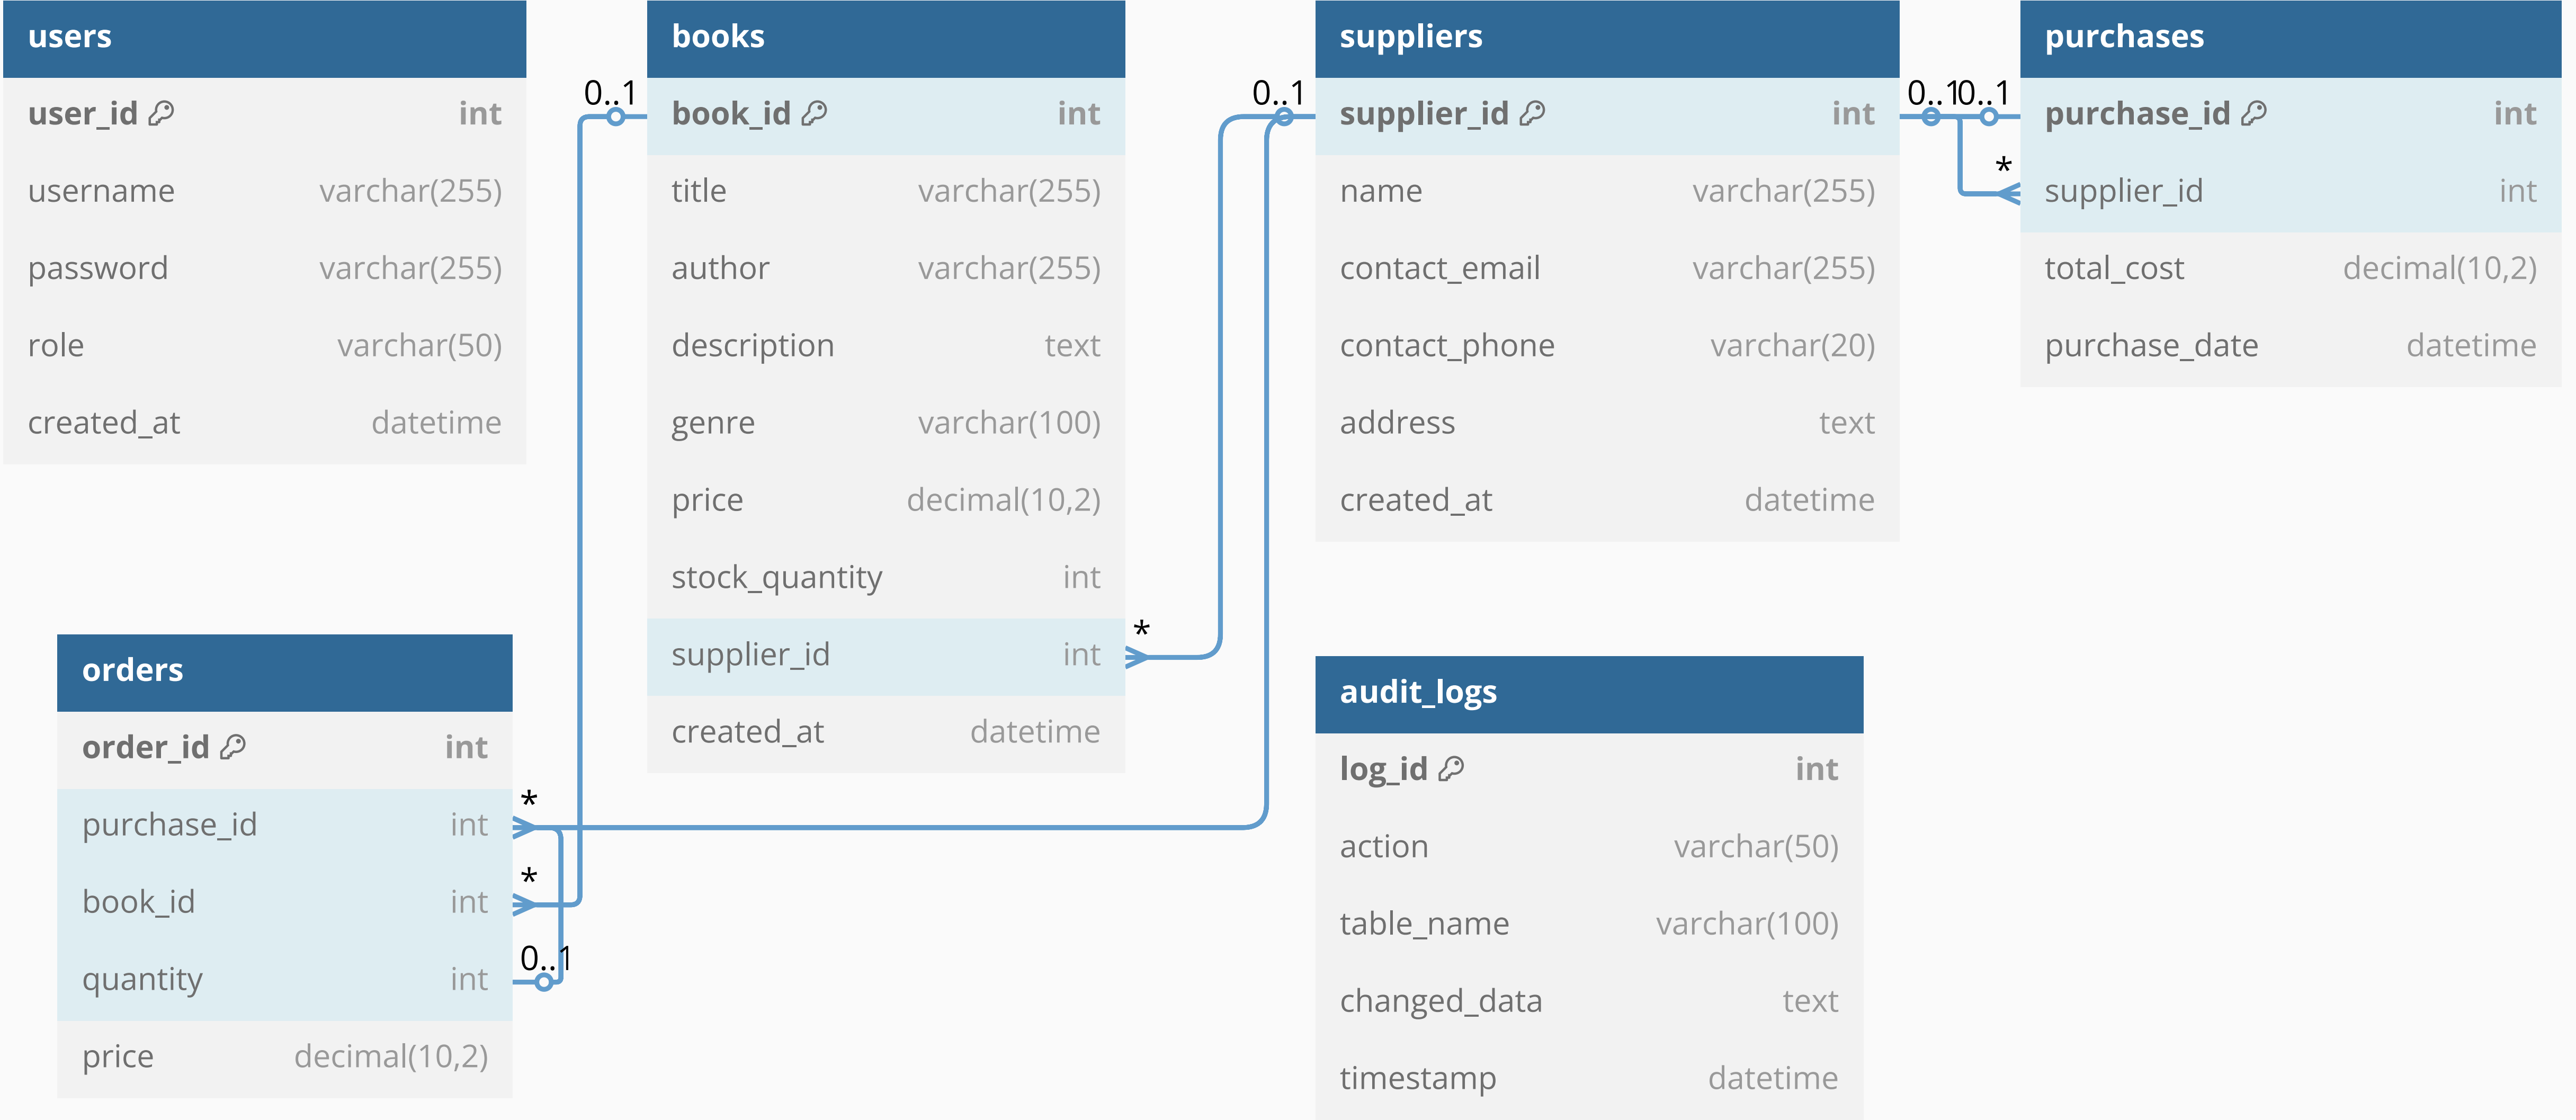 users
user_id int
username varchar(255)
password varchar(255)
role varchar(50)
created_at datetime
0..1
books
book_id int
title varchar(255)
author varchar(255)
description text
genre varchar(100)
price decimal(10,2)
stock_quantity int
supplier_id int
created_at datetime
*
0..1
suppliers
supplier_id int
name varchar(255)
contact_email varchar(255)
contact_phone varchar(20)
address text
created_at datetime
0..1
0..1
*
purchases
purchase_id int
supplier_id int
total_cost decimal(10,2)
purchase_date datetime
orders
order_id int
purchase_id int
book_id int
quantity int
price decimal(10,2)
*
*
0..1
audit_logs
log_id int
action varchar(50)
table_name varchar(100)
changed_data text
timestamp datetime